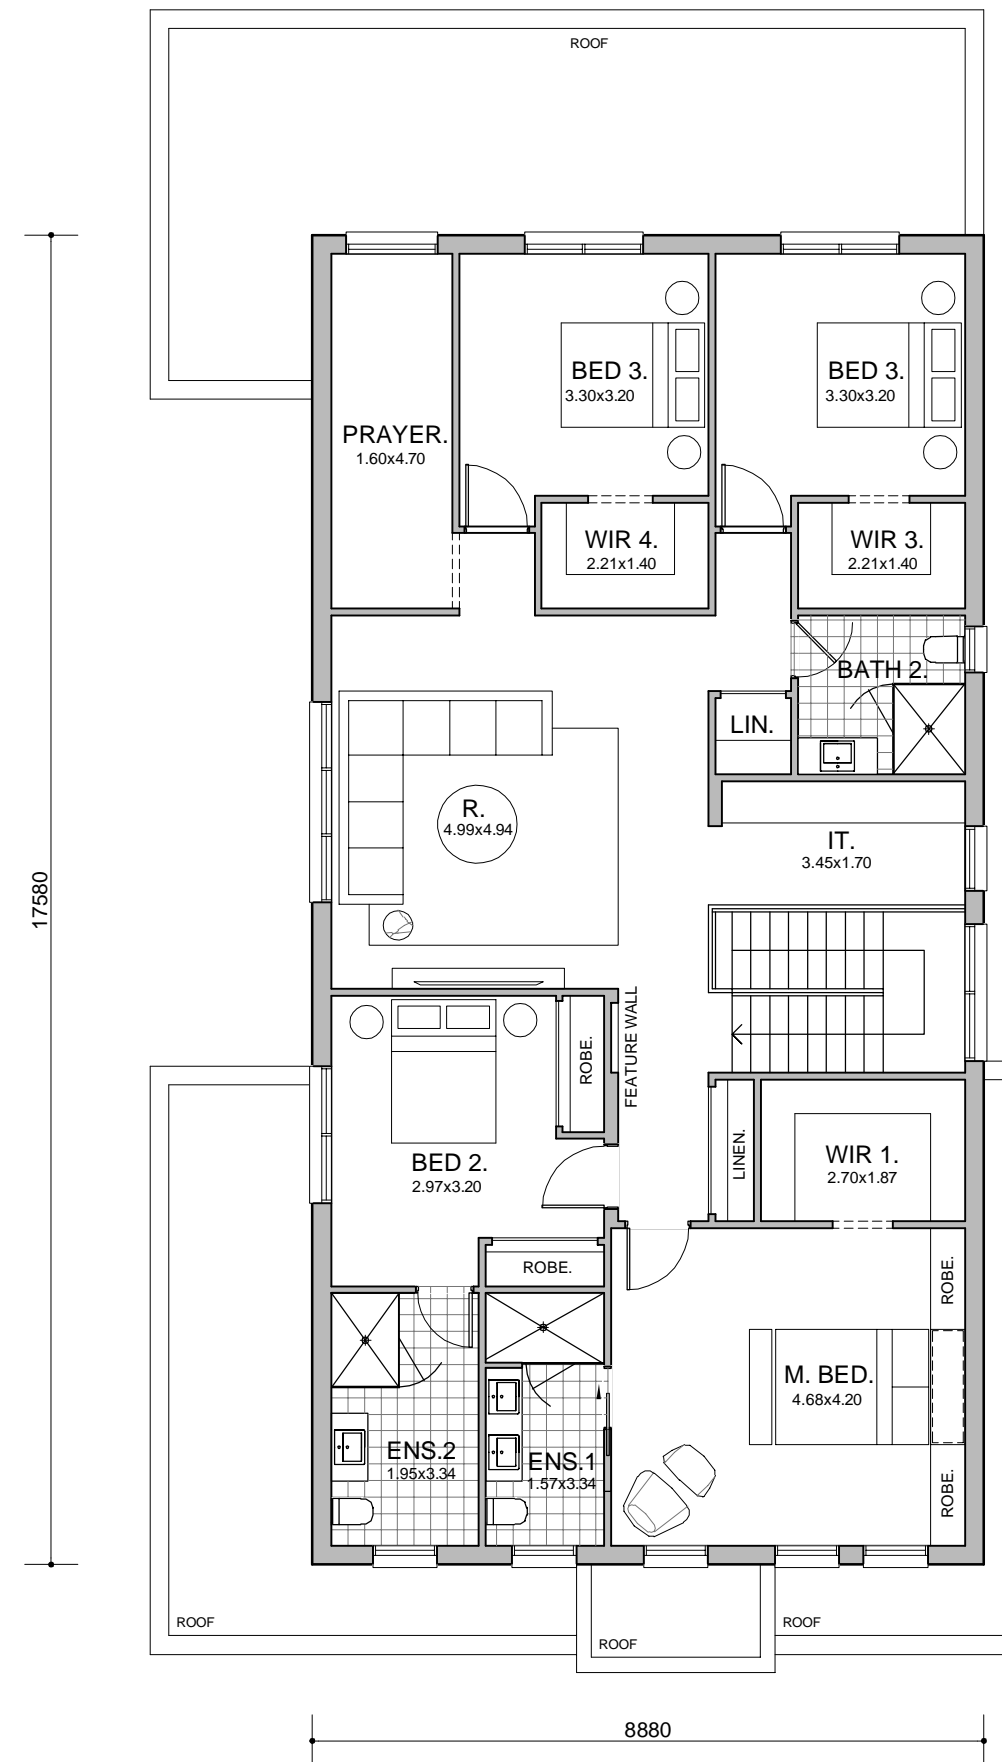 ROOF
BED 3.
3.30x3.20
BED 3.
3.30x3.20
PRAYER.
1.60x4.70
WIR 4.
2.21x1.40
WIR 3.
2.21x1.40
BATH 2.
LIN.
R.
4.99x4.94
IT.
3.45x1.70
17580
FEATURE WALL
ROBE.
BED 2.
2.97x3.20
LINEN.
WIR 1.
2.70x1.87
ROBE.
ROBE.
M. BED.
4.68x4.20
ENS.2
1.95x3.34
ENS.1
1.57x3.34
ROBE.
ROOF
ROOF
ROOF
8880